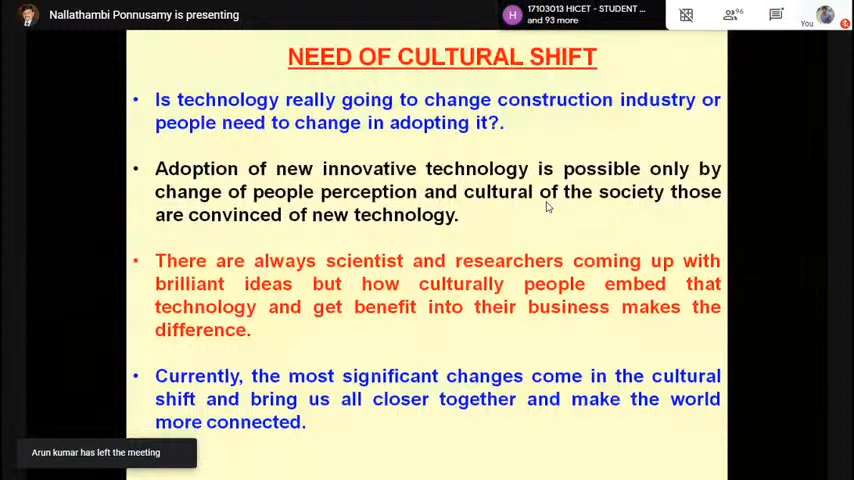 Nallathambi Ponnusamy is presenting
H
17103013 HICET - STUDENT ...
and 93 more
96
You
NEED OF CULTURAL SHIFT
• Is technology really going to change construction industry or
people need to change in adopting it?.
• Adoption of new innovative technology is possible only by
change of people perception and cultural of the society those
are convinced of new technology.
• There are always scientist and researchers coming up with
brilliant ideas but how culturally people embed that
technology and get benefit into their business makes the
difference.
• Currently, the most significant changes come in the cultural
shift and bring us all closer together and make the world
more connected.
Arun kumar has left the meeting